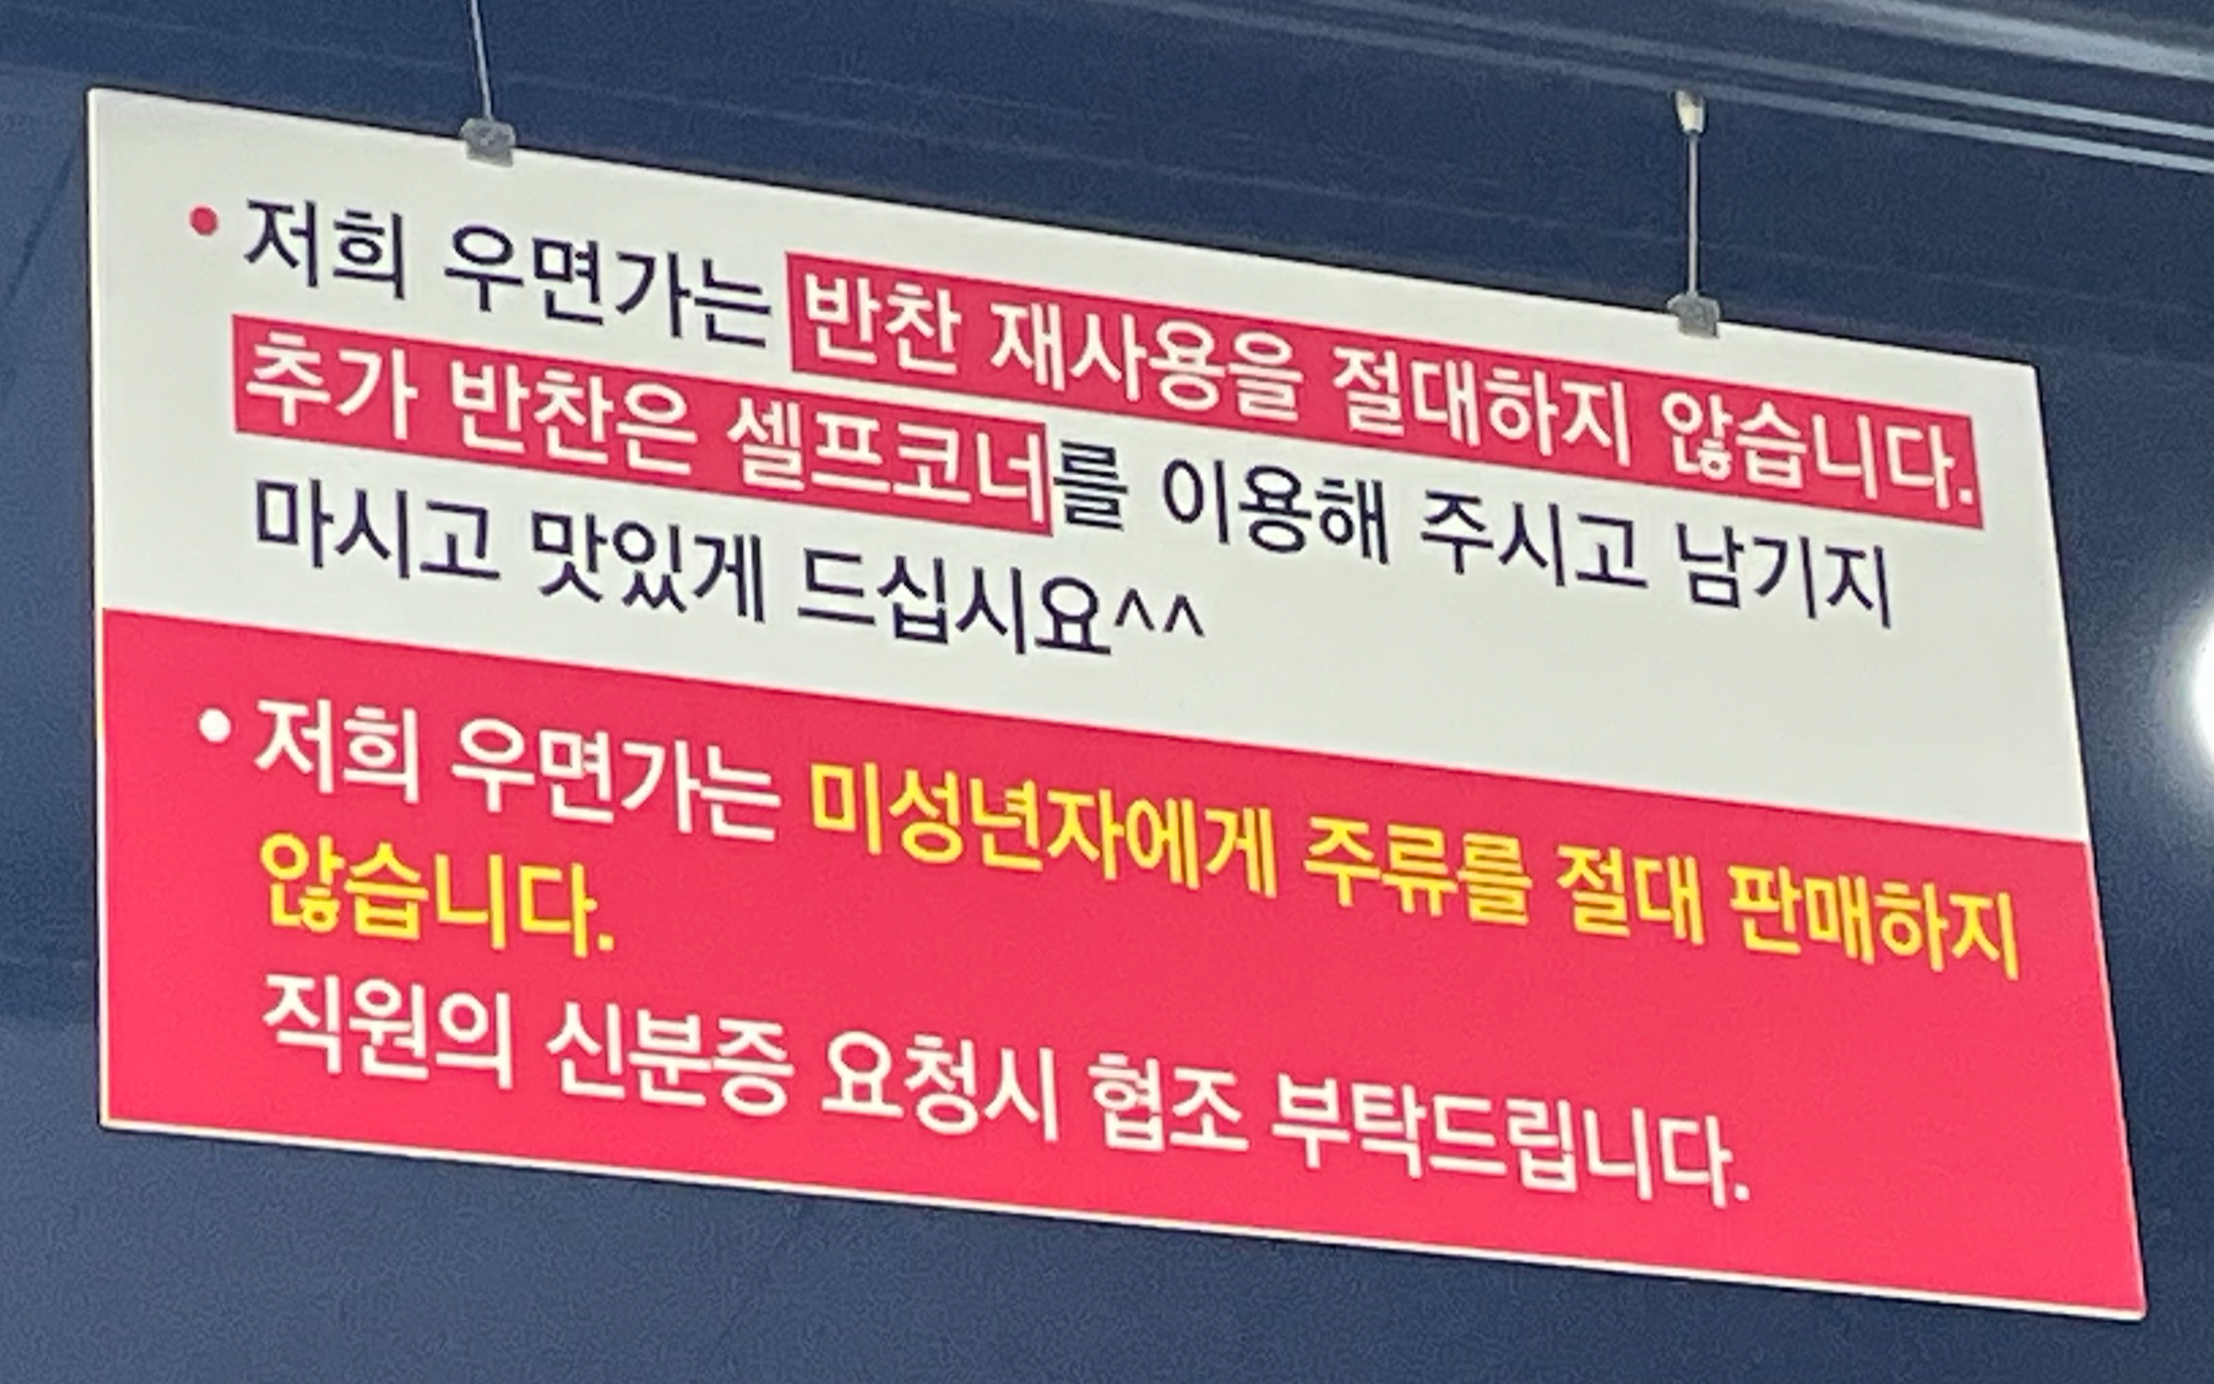 • 저희 우면가는 반찬 재사용을 절대하지 않습니다.
추가 반찬은 셀프코너를 이용해 주시고 남기지
마시고 맛있게 드십시요^^
• 저희 우면가는 미성년자에게 주류를 절대 판매하지
않습니다.
직원의 신분증 요청시 협조 부탁드립니다.